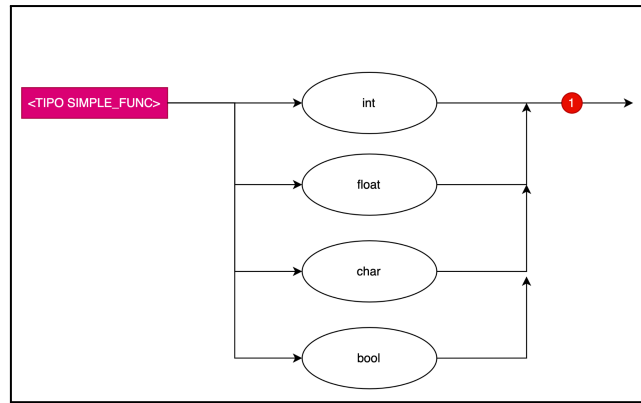 <TIPO SIMPLE_FUNC>
int
1
float
char
bool